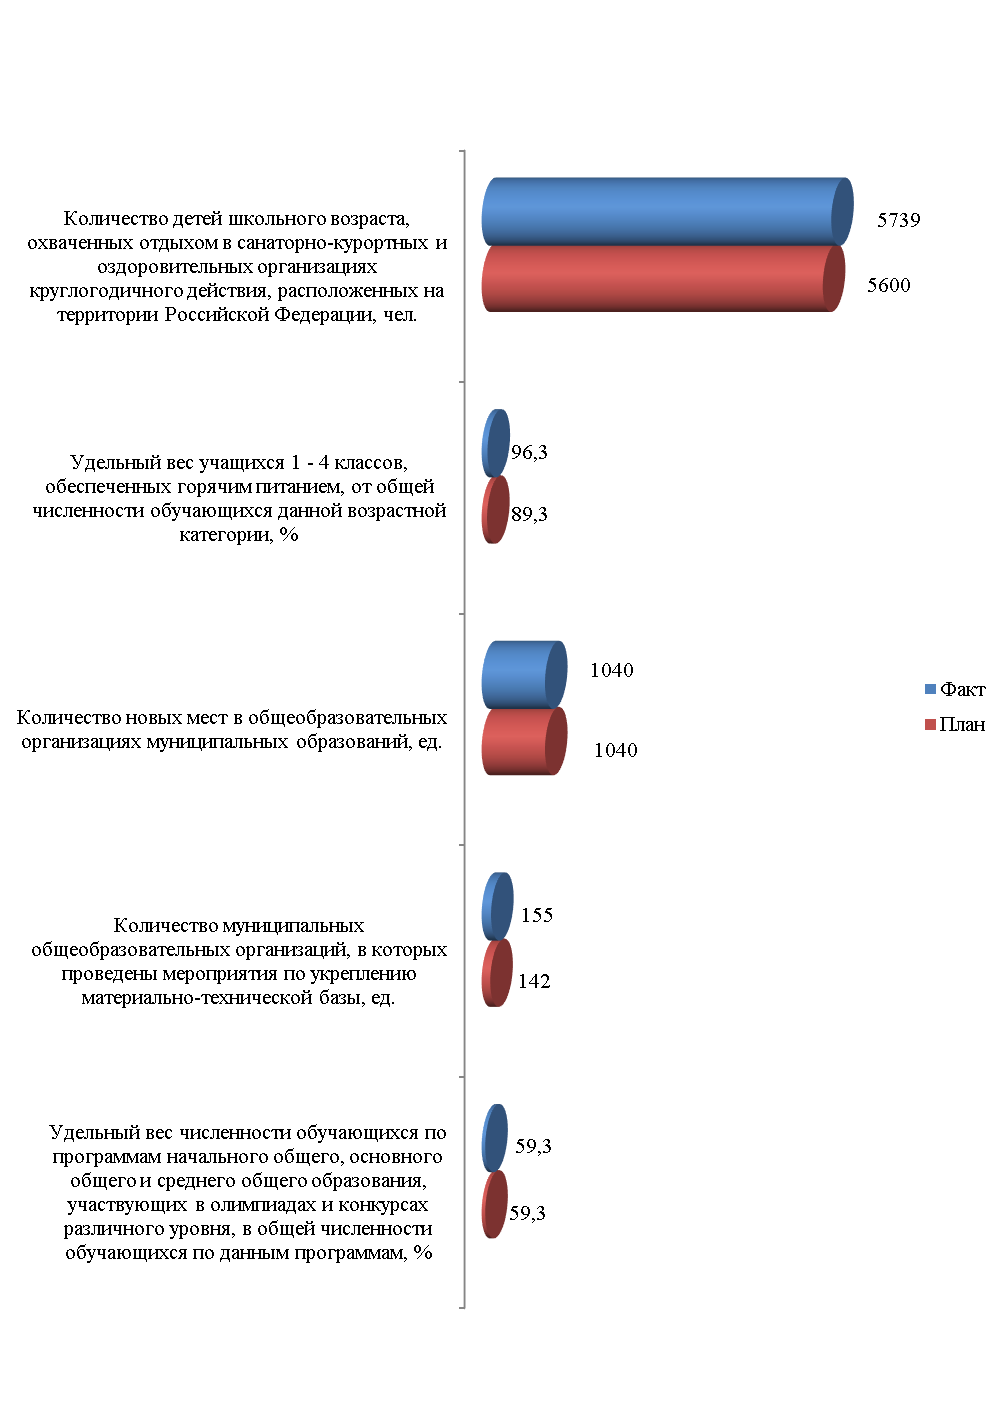 Количество детей школьного возраста,
охваченных отдыхом в санаторно-курортных и
оздоровительных организациях
круглогодичного действия, расположенных на
территории Российской Федерации, чел.
5739
5600
Удельный вес учащихся 1 - 4 классов,
обеспеченных горячим питанием, от общей
численности обучающихся данной возрастной
категории, %
96,3
89,3
Количество новых мест в общеобразовательных
организациях муниципальных образований, ед.
1040
1040
Факт
План
Количество муниципальных
общеобразовательных организаций, в которых
проведены мероприятия по укреплению
материально-технической базы, ед.
155
142
Удельный вес численности обучающихся по
программам начального общего, основного
общего и среднего общего образования,
участвующих в олимпиадах и конкурсах
различного уровня, в общей численности
обучающихся по данным программам, %
59,3
59,3